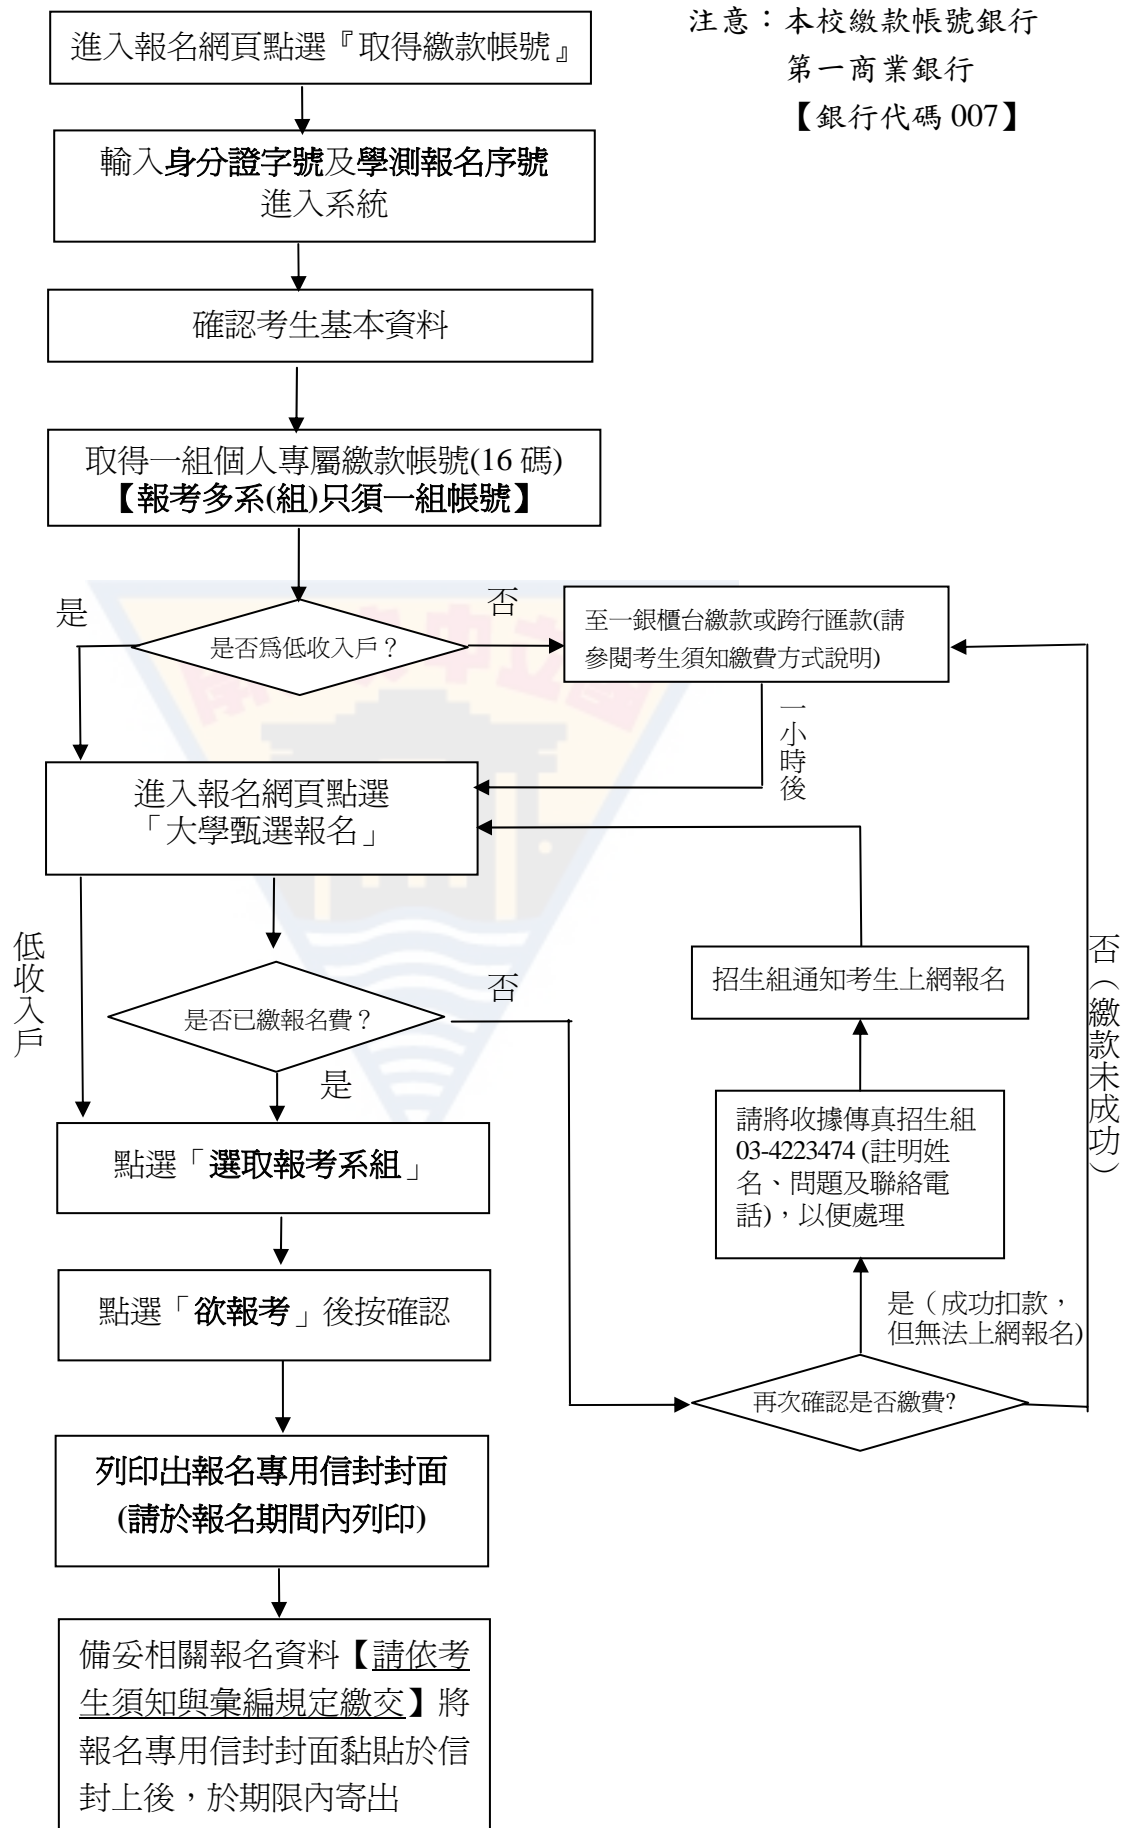 注意：本校繳款帳號銀行
第一商業銀行
【銀行代碼 007】
進入報名網頁點選『取得繳款帳號』
輸入身分證字號及學測報名序號
進入系統
確認考生基本資料
取得一組個人專屬繳款帳號(16 碼)
【報考多系(組)只須一組帳號】
是
是否為低收入戶？
否
至一銀櫃台繳款或跨行匯款(請
參閱考生須知繳費方式說明)
一小時後
進入報名網頁點選
「大學甄選報名」
低收入戶
是否已繳報名費？
否
是
招生組通知考生上網報名
否（繳款未成功）
請將收據傳真招生組
03-4223474 (註明姓
名、問題及聯絡電
話)，以便處理
點選「選取報考系組」
點選「欲報考」後按確認
是（成功扣款，
但無法上網報名)
再次確認是否繳費?
列印出報名專用信封封面
(請於報名期間內列印)
備妥相關報名資料【請依考
生須知與彙編規定繳交】將
報名專用信封封面黏貼於信
封上後，於期限內寄出
國立中央大學